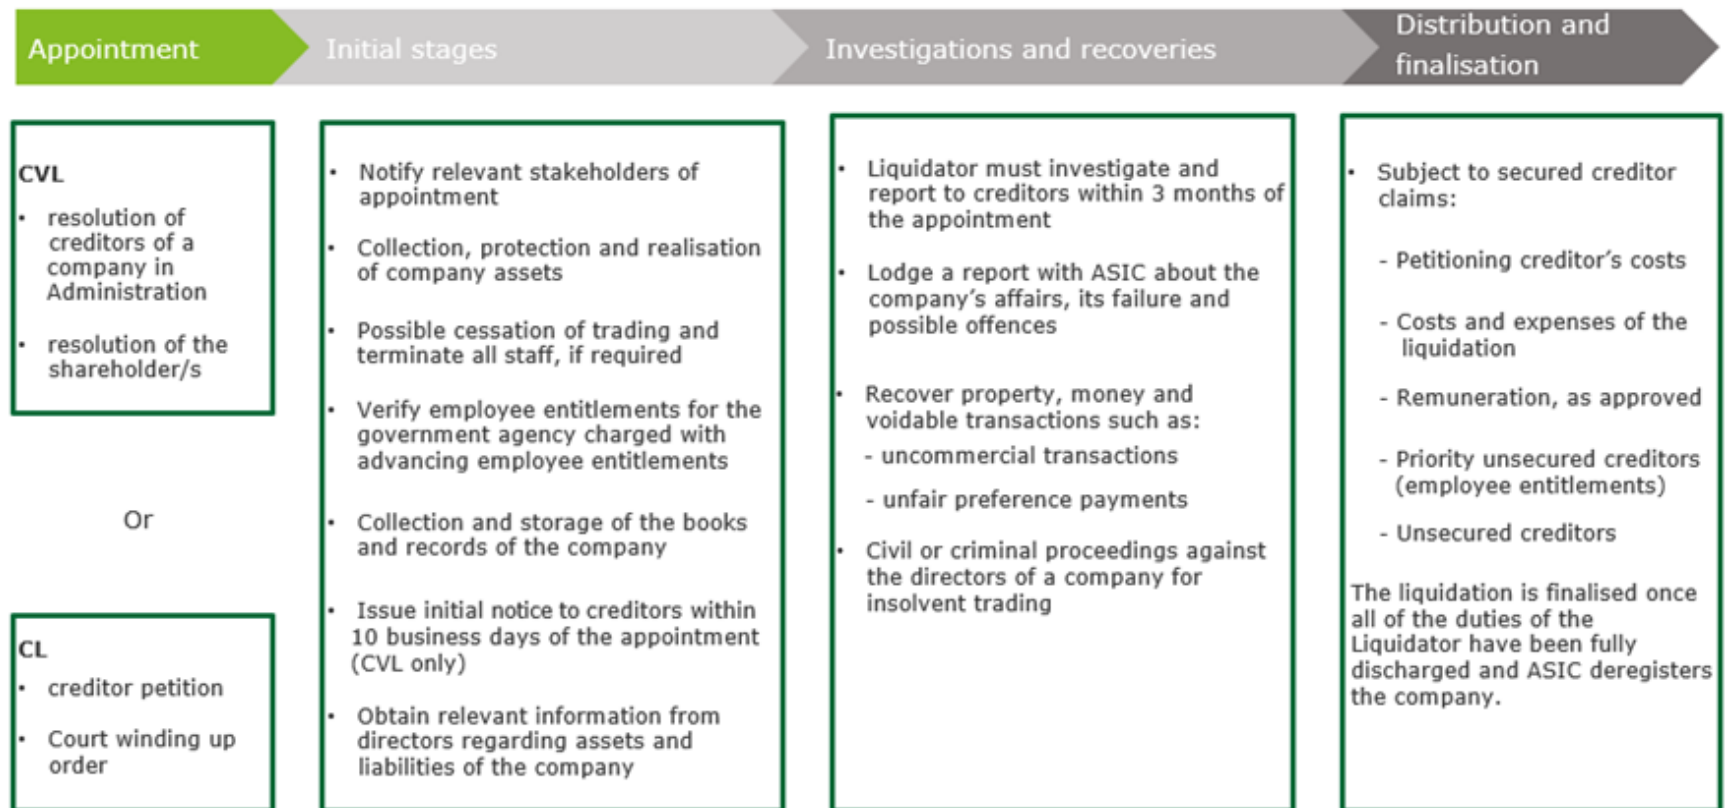 Appointment
Initial stages
Investigations and recoveries
Distribution and
finalisation
CVL
• resolution of
creditors of a
company in
Administration
• resolution of the
shareholder/s
Or
CL
• creditor petition
• Court winding up
order
• Notify relevant stakeholders of
appointment
• Collection, protection and realisation
of company assets
• Possible cessation of trading and
terminate all staff, if required
• Verify employee entitlements for the
government agency charged with
advancing employee entitlements
• Collection and storage of the books
and records of the company
• Issue initial notice to creditors within
10 business days of the appointment
(CVL only)
• Obtain relevant information from
directors regarding assets and
liabilities of the company
• Liquidator must investigate and
report to creditors within 3 months of
the appointment
• Lodge a report with ASIC about the
company's affairs, its failure and
possible offences
• Recover property, money and
voidable transactions such as:
- uncommercial transactions
- unfair preference payments
• Civil or criminal proceedings against
the directors of a company for
insolvent trading
• Subject to secured creditor
claims:
- Petitioning creditor's costs
- Costs and expenses of the
liquidation
- Remuneration, as approved
- Priority unsecured creditors
(employee entitlements)
- Unsecured creditors
The liquidation is finalised once
all of the duties of the
Liquidator have been fully
discharged and ASIC deregisters
the company.